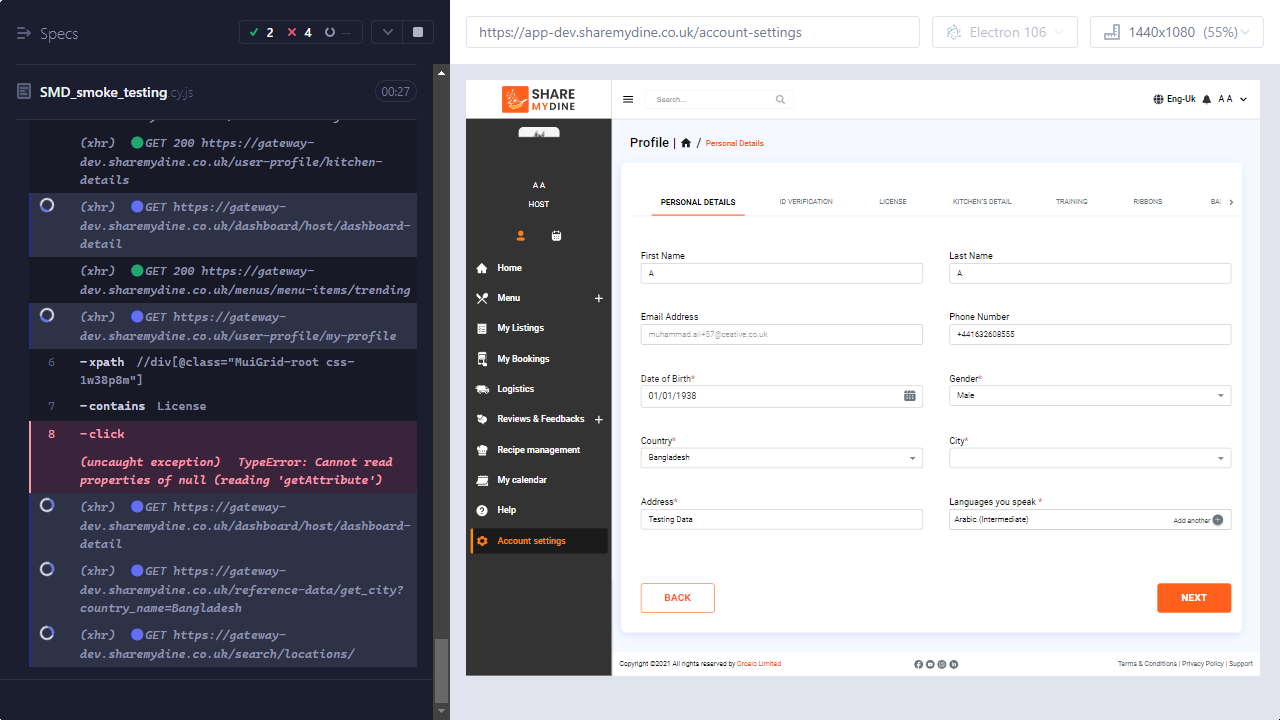 Specs
2
4
--
https://app-dev.sharemydine.co.uk/account-settings
Electron 106
1440x1080 (55%)
SMD_smoke_testing.cy.js
00:27
(xhr) GET 200 https://gateway-
dev.sharemydine.co.uk/user-profile/kitchen-
details
(xhr) GET https://gateway-
dev.sharemydine.co.uk/dashboard/host/dashboard-
detail
(xhr) GET 200 https://gateway-
dev.sharemydine.co.uk/menus/menu-items/trending
(xhr) GET https://gateway-
dev.sharemydine.co.uk/user-profile/my-profile
6 -xpath //div[@class="MuiGrid-root css-
1w38p8m"]
7 -contains License
8 -click
(uncaught exception) TypeError: Cannot read
properties of null (reading 'getAttribute')
(xhr) GET https://gateway-
dev.sharemydine.co.uk/dashboard/host/dashboard-
detail
(xhr) GET https://gateway-
dev.sharemydine.co.uk/reference-data/get_city?
country_name=Bangladesh
(xhr) GET https://gateway-
dev.sharemydine.co.uk/search/locations/
SHARE
MYDINE
Search...
Eng-Uk
A A
A A
HOST
Home
Menu
My Listings
My Bookings
Logistics
Reviews & Feedbacks
Recipe management
My calendar
Help
Account settings
Profile | / Personal Details
PERSONAL DETAILS
ID VERIFICATION
LICENSE
KITCHEN'S DETAIL
TRAINING
RIBBONS
First Name
Last Name
A
A
Email Address
Phone Number
muhammad.ali+57@ceative.co.uk
+441632608555
Date of Birth*
Gender*
01/01/1938
Male
Country*
City*
Bangladesh
Address*
Languages you speak *
Testing Data
Arabic (Intermediate)
Add another
BACK
NEXT
Copyright ©2021 All rights reserved by Orcalo Limited
Terms & Conditions | Privacy Policy | Support